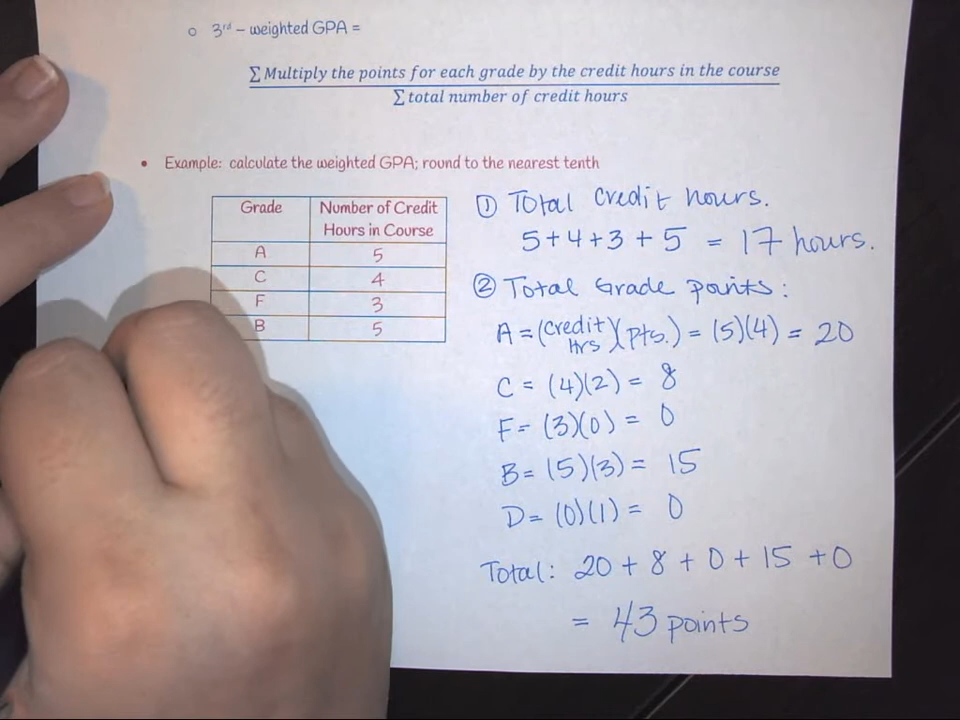 ○ 3rd – weighted GPA =
∑ Multiply the points for each grade by the credit hours in the course
∑ total number of credit hours
• Example: calculate the weighted GPA; round to the nearest tenth
Grade Number of Credit Hours in Course
A 5
C 4
F 3
B 5
① Total Credit hours.
5+4+3+5 = 17 hours.
② Total Grade points:
A = (credit Hrs)(pts.) = (5)(4) = 20
C = (4)(2) = 8
F = (3)(0) = 0
B = (5)(3) = 15
D = (0)(1) = 0
Total: 20 + 8 + 0 + 15 + 0
= 43 points